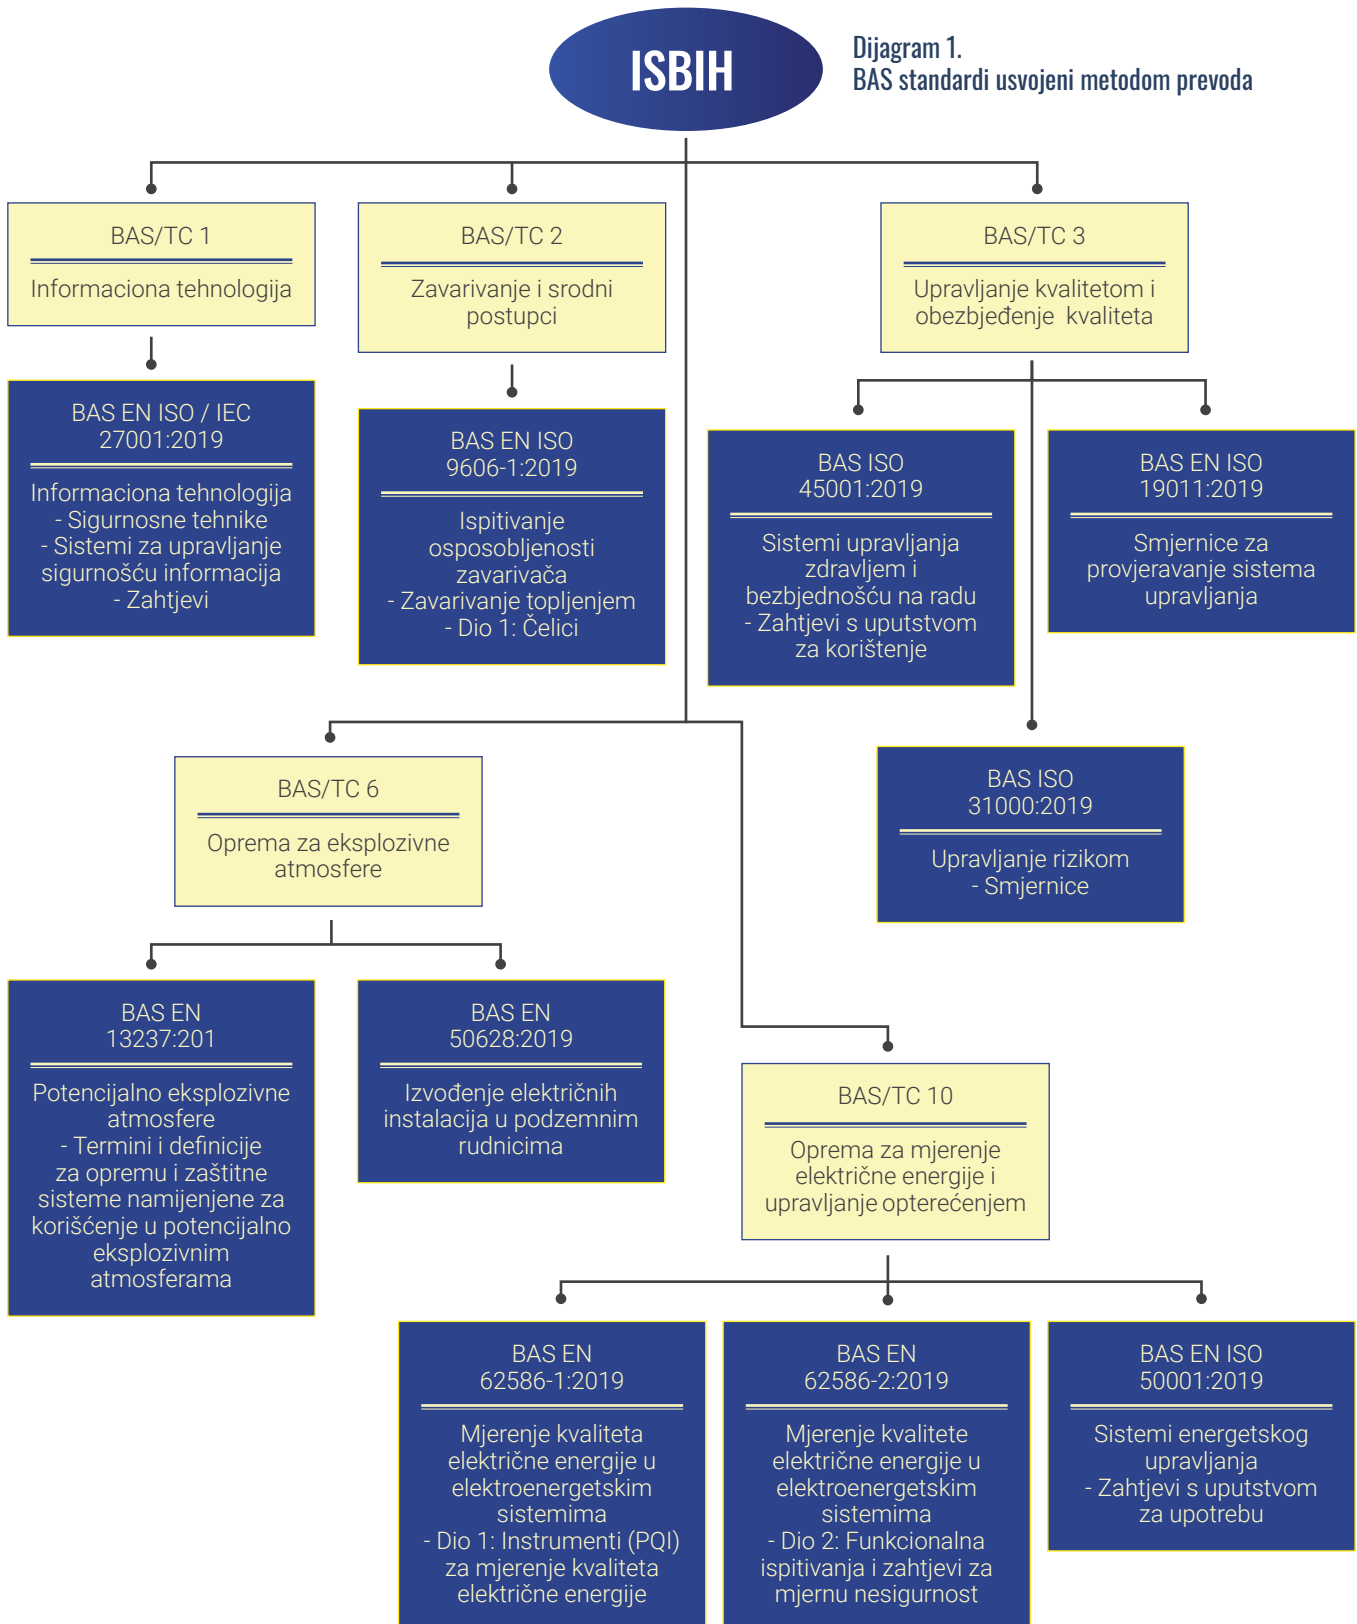 ISBIH
Dijagram 1.
BAS standardi usvojeni metodom prevoda
BAS/TC 1
Informaciona tehnologija
BAS/TC 2
Zavarivanje i srodni
postupci
BAS/TC 3
Upravljanje kvalitetom i
obezbjeđenje kvaliteta
BAS EN ISO / IEC
27001:2019
Informaciona tehnologija
- Sigurnosne tehnike
- Sistemi za upravljanje
sigurnošću informacija
- Zahtjevi
BAS EN ISO
9606-1:2019
Ispitivanje
osposobljenosti
zavarivača
- Zavarivanje topljenjem
- Dio 1: Čelici
BAS ISO
45001:2019
Sistemi upravljanja
zdravljem i
bezbjednošću na radu
- Zahtjevi s uputstvom
za korištenje
BAS EN ISO
19011:2019
Smjernice za
provjeravanje sistema
upravljanja
BAS ISO
31000:2019
Upravljanje rizikom
- Smjernice
BAS/TC 6
Oprema za eksplozivne
atmosfere
BAS EN
13237:201
Potencijalno eksplozivne
atmosfere
- Termini i definicije
za opremu i zaštitne
sisteme namijenjene za
korišćenje u potencijalno
eksplozivnim
atmosferama
BAS EN
50628:2019
Izvođenje električnih
instalacija u podzemnim
rudnicima
BAS/TC 10
Oprema za mjerenje
električne energije i
upravljanje opterećenjem
BAS EN
62586-1:2019
Mjerenje kvaliteta
električne energije u
elektroenergetskim
sistemima
- Dio 1: Instrumenti (PQI)
za mjerenje kvaliteta
električne energije
BAS EN
62586-2:2019
Mjerenje kvalitete
električne energije u
elektroenergetskim
sistemima
- Dio 2: Funkcionalna
ispitivanja i zahtjevi za
mjernu nesigurnost
BAS EN ISO
50001:2019
Sistemi energetskog
upravljanja
- Zahtjevi s uputstvom
za upotrebu